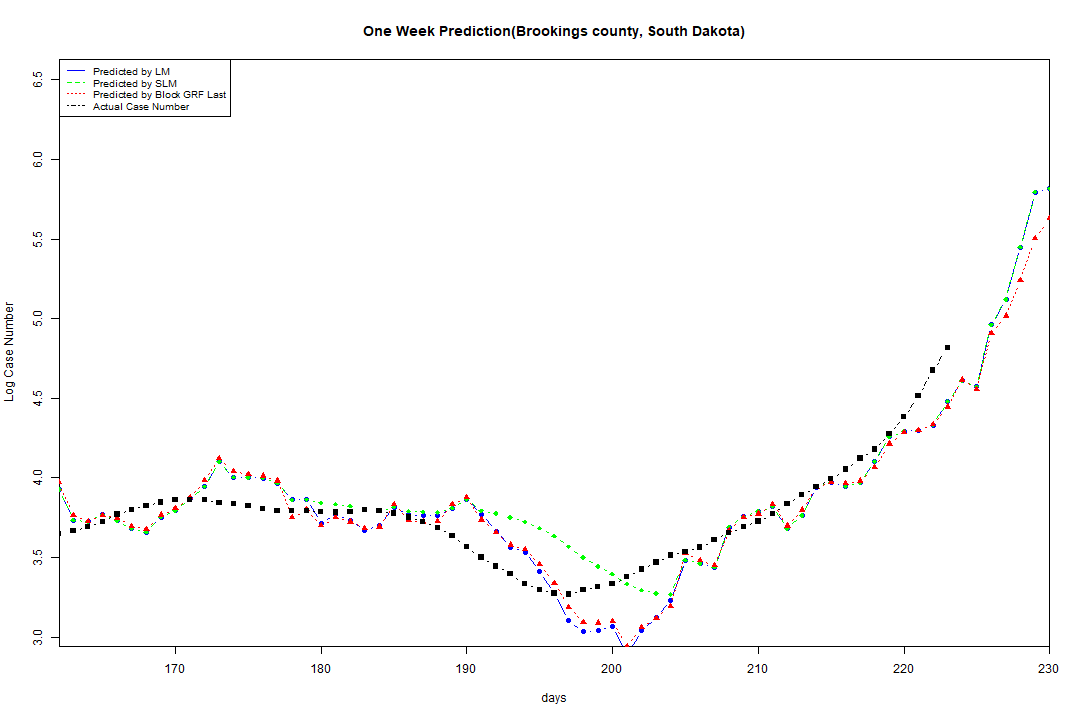 One Week Prediction(Brookings county, South Dakota)
Predicted by LM
Predicted by SLM
Predicted by Block GRF Last
Actual Case Number
6.5
6.0
5.5
5.0
4.5
4.0
3.5
3.0
Log Case Number
170 180 190 200 210 220 230
days